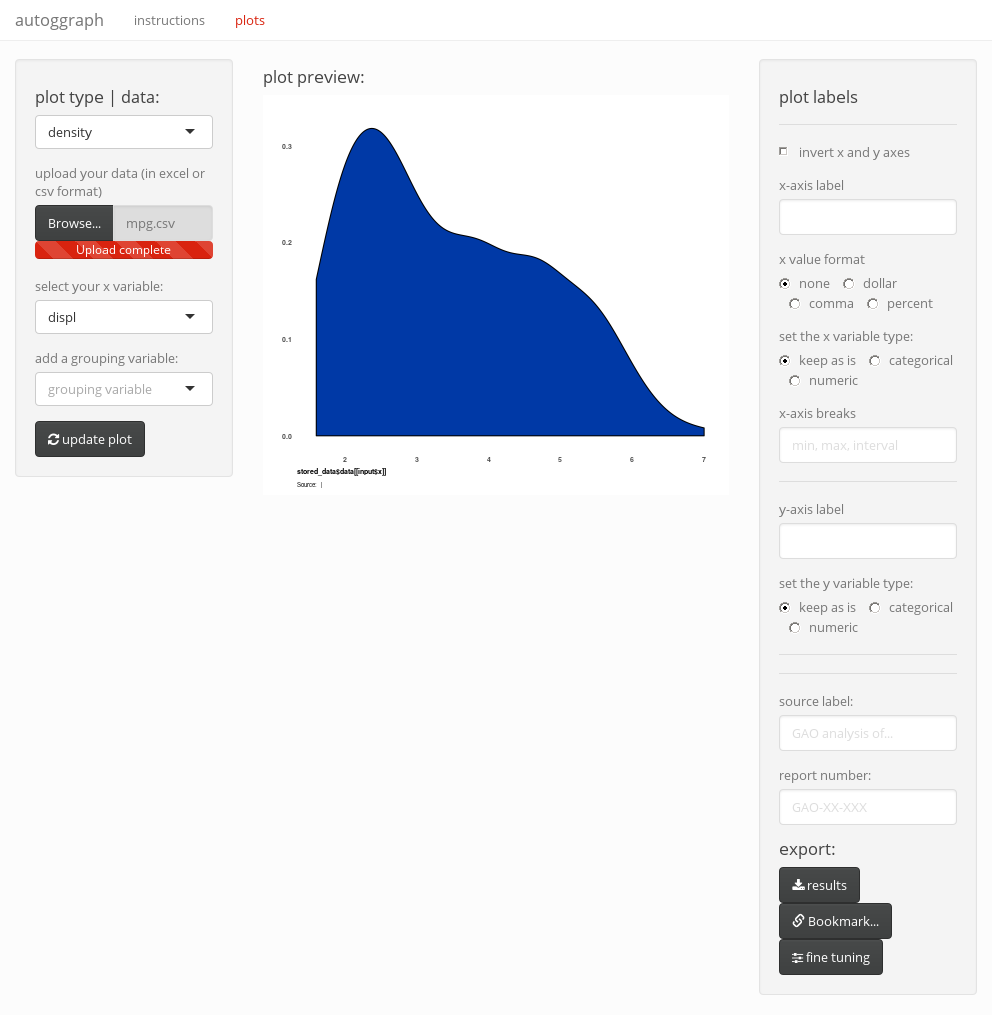 autoggraph instructions plots
plot type | data:
density
upload your data (in excel or
csv format)
Browse... mpg.csv
Upload complete
select your x variable:
displ
add a grouping variable:
grouping variable
update plot
plot preview:
0.3
0.2
0.1
0.0
2 3 4 5 6 7
stored_data$data[[input$x]]
Source: |
plot labels
invert x and y axes
x-axis label
x value format
none dollar
comma percent
set the x variable type:
keep as is categorical
numeric
x-axis breaks
min, max, interval
y-axis label
set the y variable type:
keep as is categorical
numeric
source label:
GAO analysis of...
report number:
GAO-XX-XXX
export:
results
Bookmark...
fine tuning